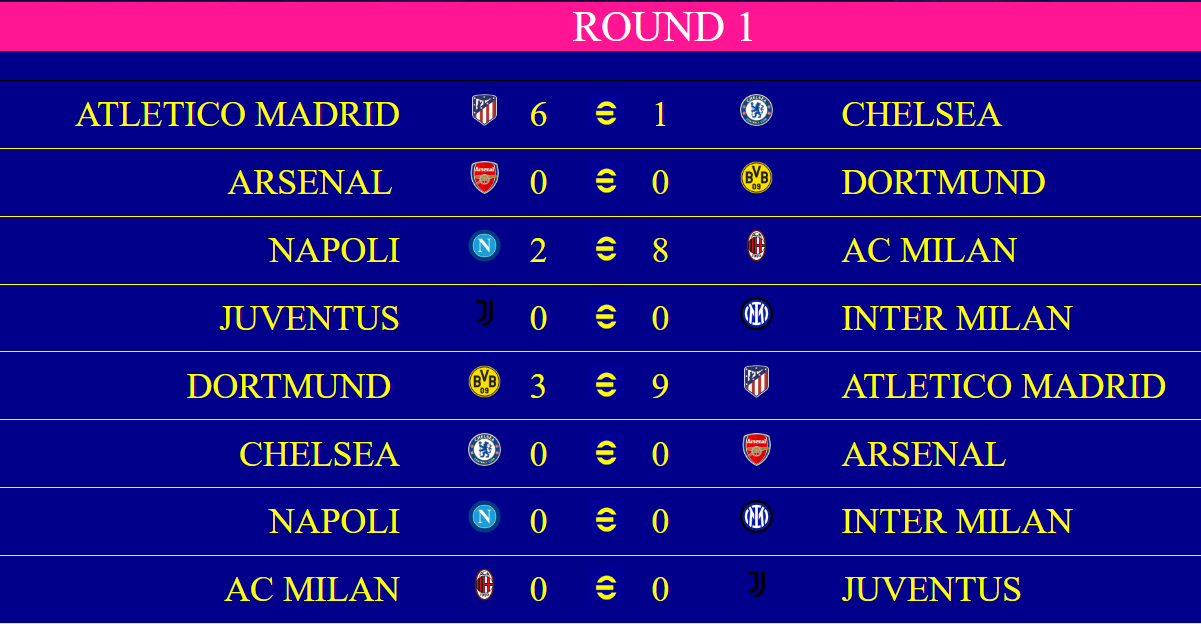 ROUND 1
ATLETICO MADRID 6 1 CHELSEA
ARSENAL 0 0 DORTMUND
NAPOLI 2 8 AC MILAN
JUVENTUS 0 0 INTER MILAN
DORTMUND 3 9 ATLETICO MADRID
CHELSEA 0 0 ARSENAL
NAPOLI 0 0 INTER MILAN
AC MILAN 0 0 JUVENTUS